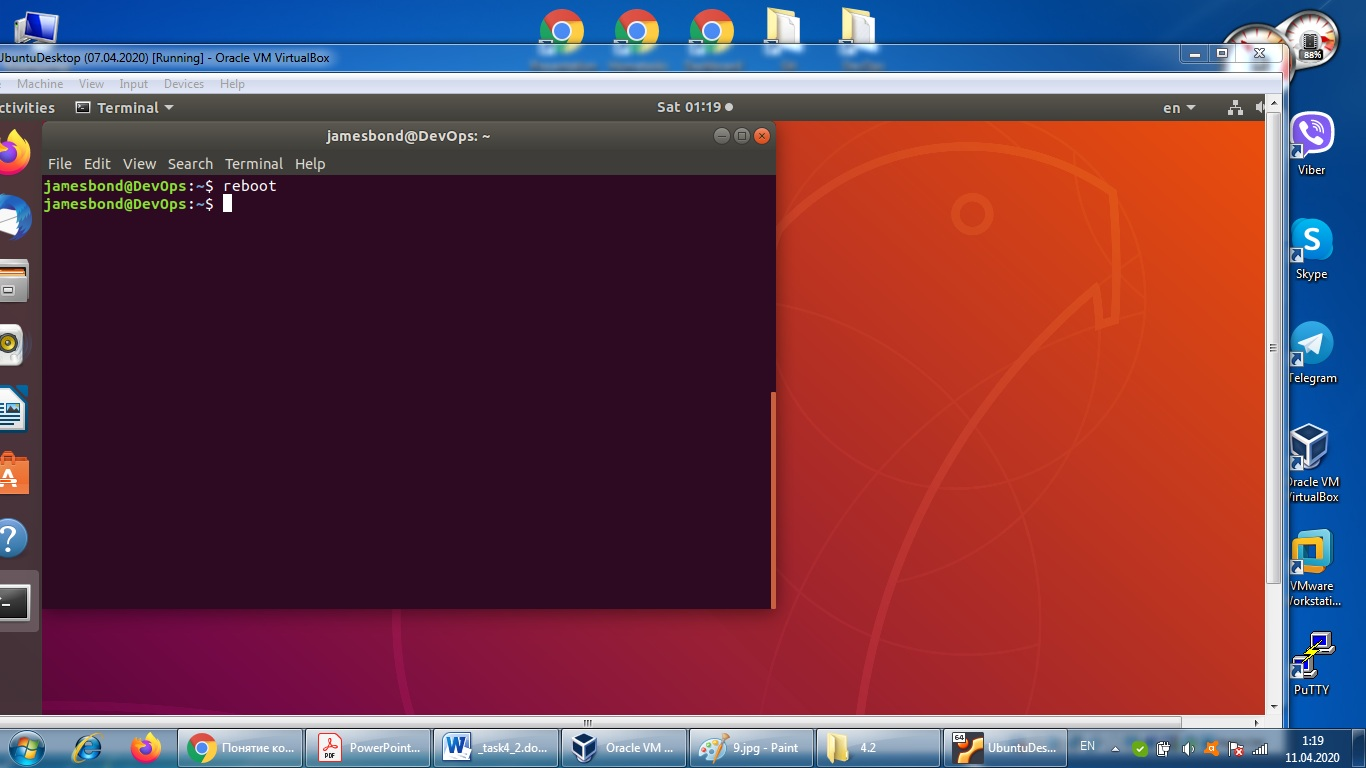 UbuntuDesktop (07.04.2020) [Running] - Oracle VM VirtualBox
88%
Machine View Input Devices Help
ctivities Terminal Sat 01:19 en
jamesbond@DevOps: ~
File Edit View Search Terminal Help
jamesbond@DevOps:~$ reboot
jamesbond@DevOps:~$
Viber
Skype
Telegram
Oracle VM
VirtualBox
VMware
Workstati...
PuTTY
Понятие ко...
PDF
PowerPoint...
_task4_2.do...
Oracle VM ...
9.jpg - Paint
4.2
64
UbuntuDes...
EN
1:19
11.04.2020